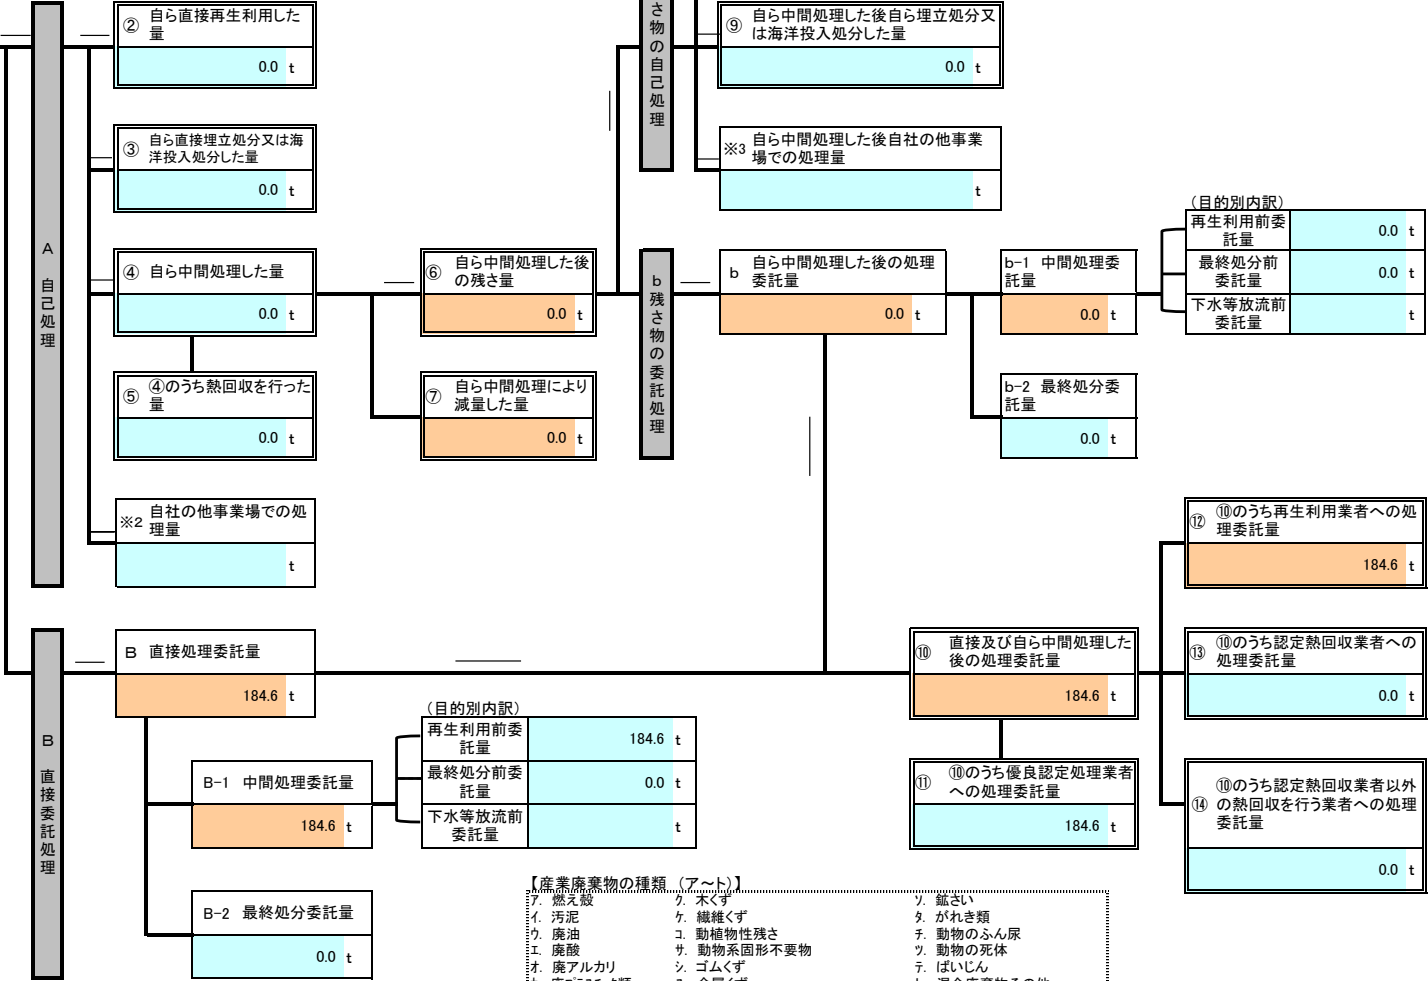 ② 自ら直接再生利用した
量
0.0 t
③ 自ら直接埋立処分又は海
洋投入処分した量
0.0 t
A 自己処理
④ 自ら中間処理した量
0.0 t
⑤ ④のうち熱回収を行った
量
0.0 t
※2 自社の他事業場での処
理量
t
⑥ 自ら中間処理した後
の残さ量
0.0 t
⑦ 自ら中間処理により
減量した量
0.0 t
さ物の自己処理
⑨ 自ら中間処理した後自ら埋立処分又
は海洋投入処分した量
0.0 t
※3 自ら中間処理した後自社の他事業
場での処理量
t
b 残さ物の委託処理
b 自ら中間処理した後の処理
委託量
0.0 t
b-1 中間処理委
託量
0.0 t
b-2 最終処分委
託量
0.0 t
(目的別内訳)
再生利用前委
託量
0.0 t
最終処分前
委託量
0.0 t
下水等放流前
委託量
t
B 直接委託処理
B 直接処理委託量
184.6 t
B-1 中間処理委託量
184.6 t
B-2 最終処分委託量
0.0 t
(目的別内訳)
再生利用前委
託量
184.6 t
最終処分前委
託量
0.0 t
下水等放流前
委託量
t
⑩ 直接及び自ら中間処理した
後の処理委託量
184.6 t
⑪ ⑩のうち優良認定処理業者
への処理委託量
184.6 t
⑫ ⑩のうち再生利用業者への処
理委託量
184.6 t
⑬ ⑩のうち認定熱回収業者への
処理委託量
0.0 t
⑭ ⑩のうち認定熱回収業者以外
の熱回収を行う業者への処理
委託量
0.0 t
【産業廃棄物の種類 (ア～ト)】
ア. 燃え殻 ク. 木くず ソ. 鉱さい
イ. 汚泥 ケ. 繊維くず タ. がれき類
ウ. 廃油 コ. 動植物性残さ チ. 動物のふん尿
エ. 廃酸 サ. 動物系固形不要物 ツ. 動物の死体
オ. 廃アルカリ シ. ゴムくず テ. ばいじん